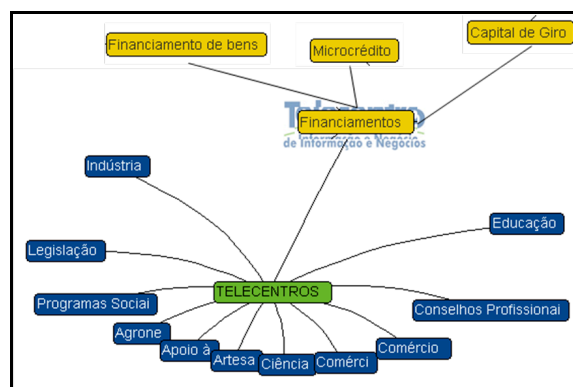 Financiamento de bens
Microcrédito
Capital de Giro
Financiamentos
de Informação e Negócios
Indústria
Educação
Legislação
TELECENTROS
Programas Sociai
Conselhos Profissionai
Agrone
Apoio à
Artesa
Ciência
Comérci
Comércio